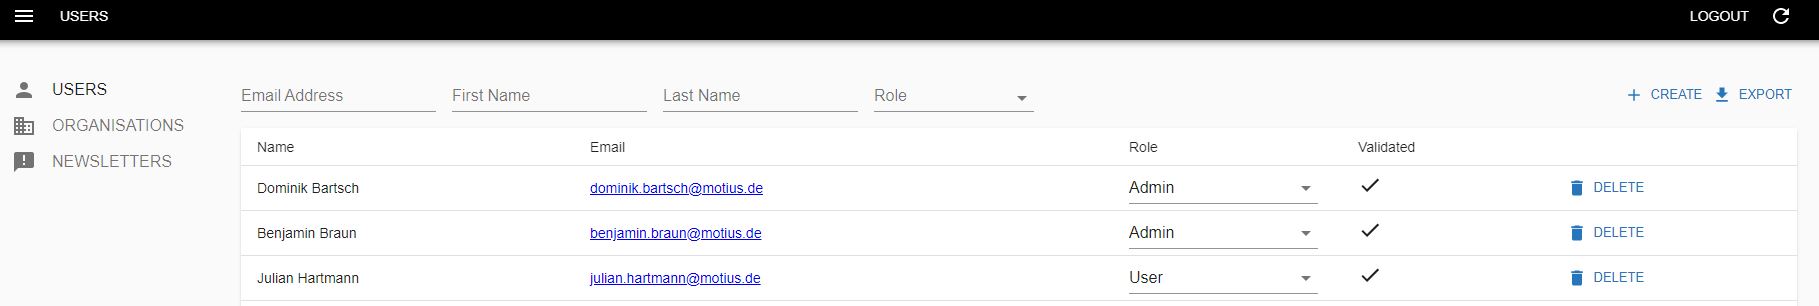 USERS LOGOUT
USERS
ORGANISATIONS
NEWSLETTERS
Email Address First Name Last Name Role
CREATE EXPORT
Name Email Role Validated
Dominik Bartsch dominik.bartsch@motius.de Admin DELETE
Benjamin Braun benjamin.braun@motius.de Admin DELETE
Julian Hartmann julian.hartmann@motius.de User DELETE